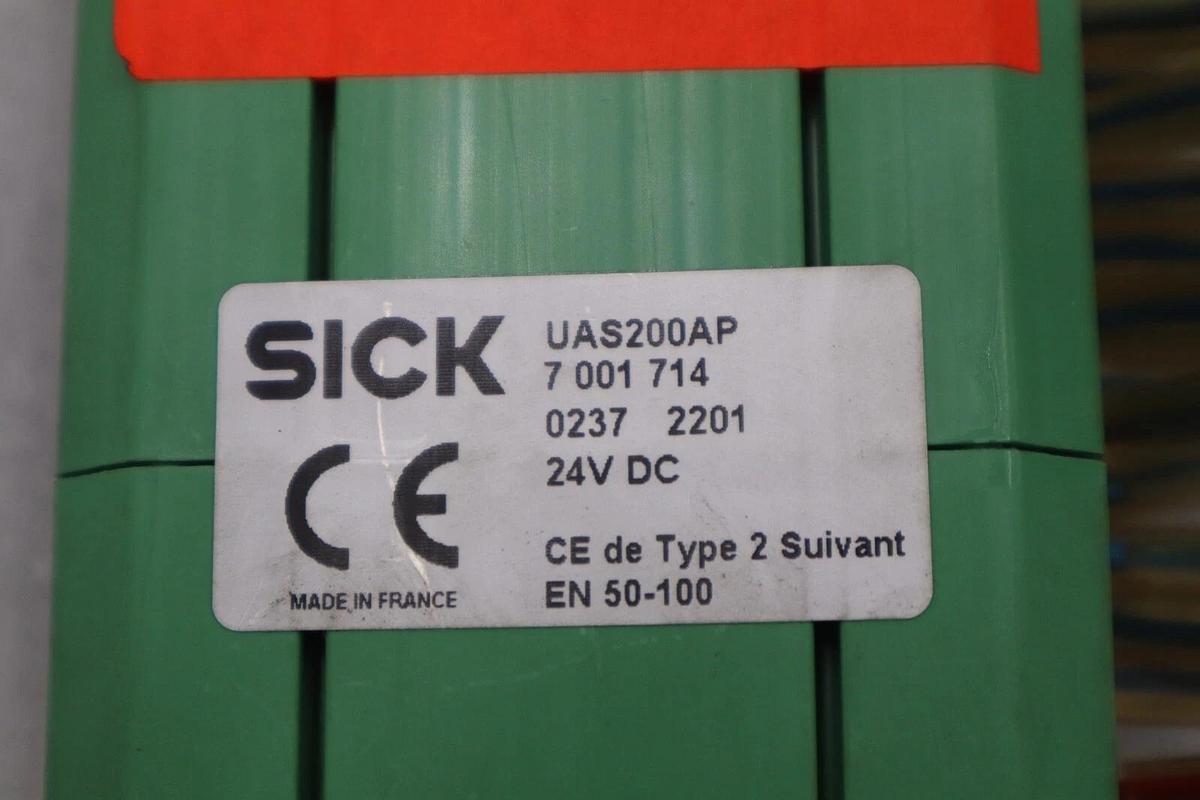 SICK
UAS200AP
7 001 714
0237 2201
24V DC
CE
CE de Type 2 Suivant
EN 50-100
MADE IN FRANCE